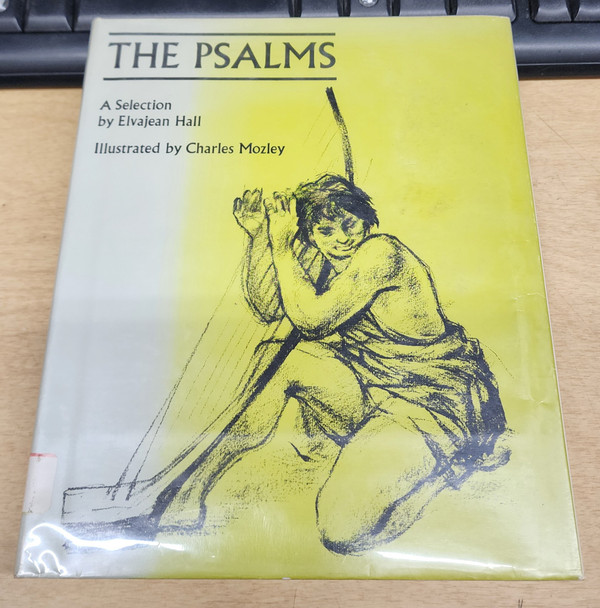 THE PSALMS
A Selection
by Elvajean Hall
Illustrated by Charles Mozley